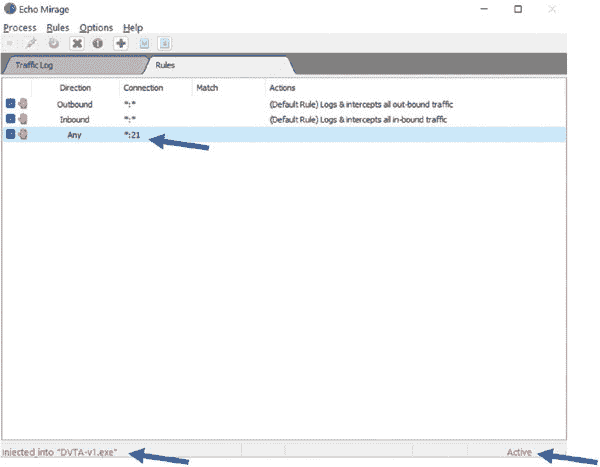 Echo Mirage
Process Rules Options Help
Traffic Log Rules
Direction Connection Match Actions
Outbound *:* (Default Rule) Logs & intercepts all out-bound traffic
Inbound *:* (Default Rule) Logs & intercepts all in-bound traffic
Any *:21
njected into "DVTA-v1.exe" Active